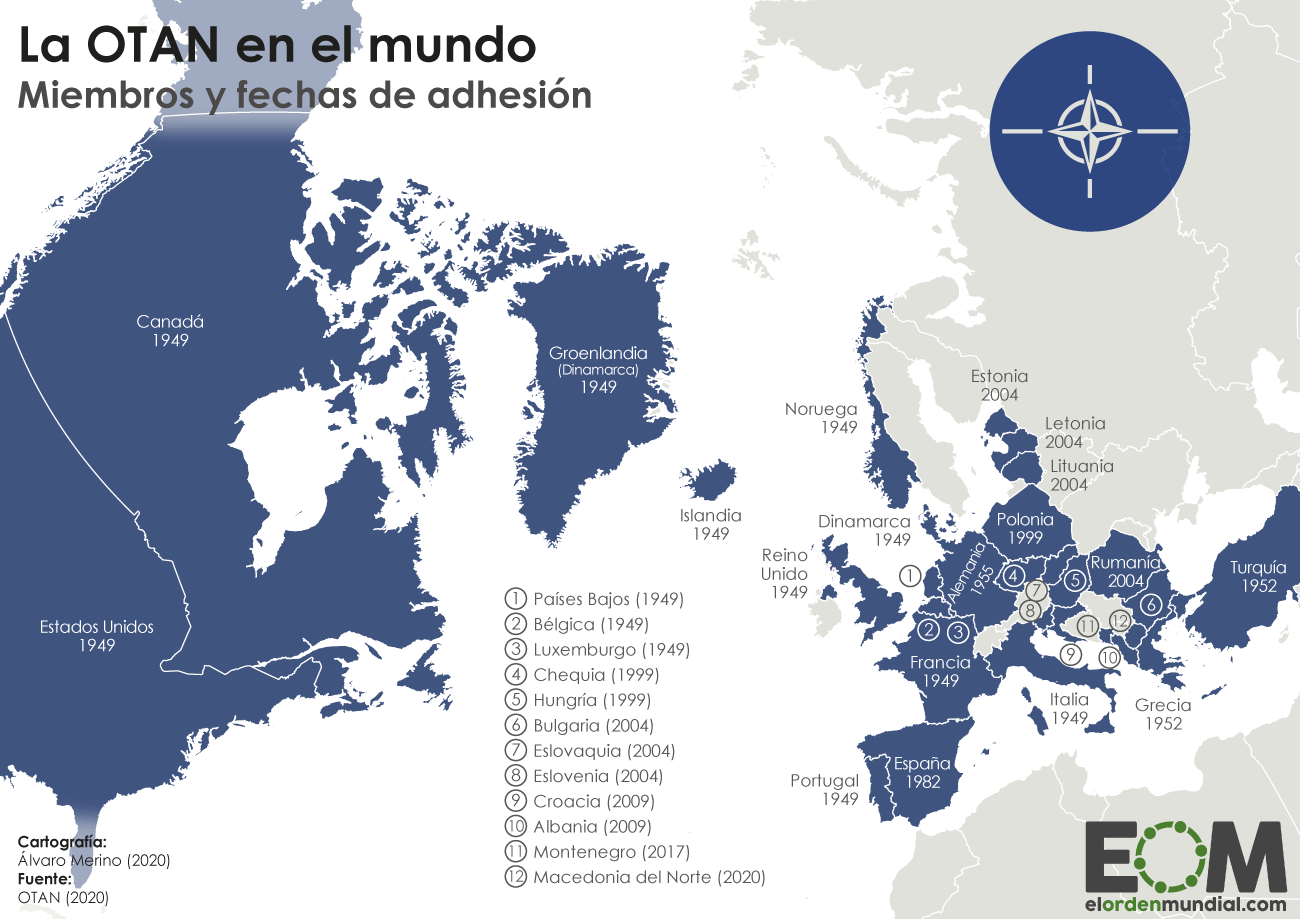 La OTAN en el mundo
Miembros y fechas de adhesión
Canadá
1949
Groenlandia
(Dinamarca)
1949
Estonia
2004
Noruega
1949
Letonia
2004
Lituania
2004
Islandia
1949
Dinamarca
1949
Polonia
1999
Reino
Unido
1949
Alemania
1955
Rumanía
2004
Turquía
1952
Estados Unidos
1949
1
4
7
5
8
6
2
3
11
12
9
10
Francia
1949
Italia
1949
Grecia
1952
España
1982
Portugal
1949
1 Países Bajos (1949)
2 Bélgica (1949)
3 Luxemburgo (1949)
4 Chequia (1999)
5 Hungría (1999)
6 Bulgaria (2004)
7 Eslovaquia (2004)
8 Eslovenia (2004)
9 Croacia (2009)
10 Albania (2009)
11 Montenegro (2017)
12 Macedonia del Norte (2020)
Cartografía:
Álvaro Merino (2020)
Fuente:
OTAN (2020)
EOM
elordenmundial.com